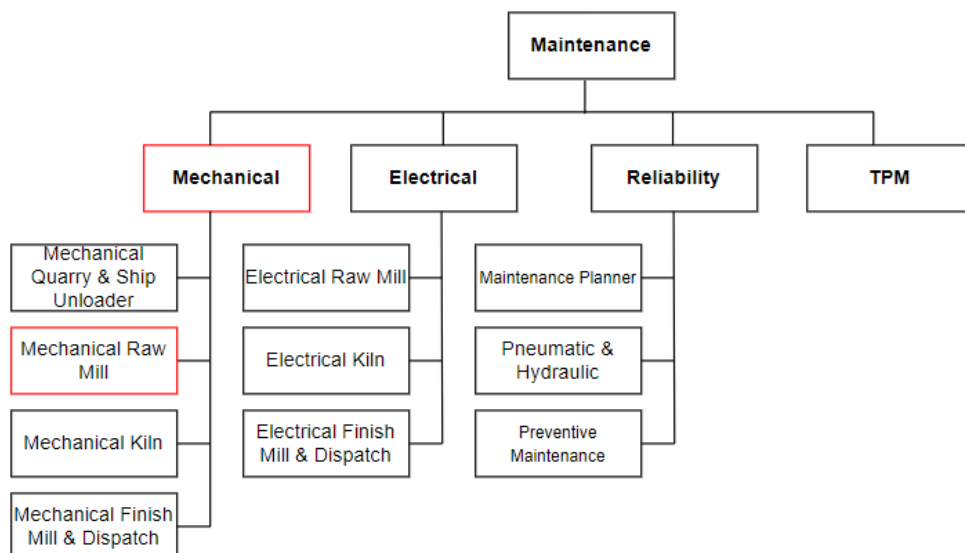 Maintenance
Mechanical
Electrical
Reliability
TPM
Mechanical
Quarry & Ship
Unloader
Electrical Raw Mill
Maintenance Planner
Mechanical Raw
Mill
Electrical Kiln
Pneumatic &
Hydraulic
Mechanical Kiln
Electrical Finish
Mill & Dispatch
Preventive
Maintenance
Mechanical Finish
Mill & Dispatch